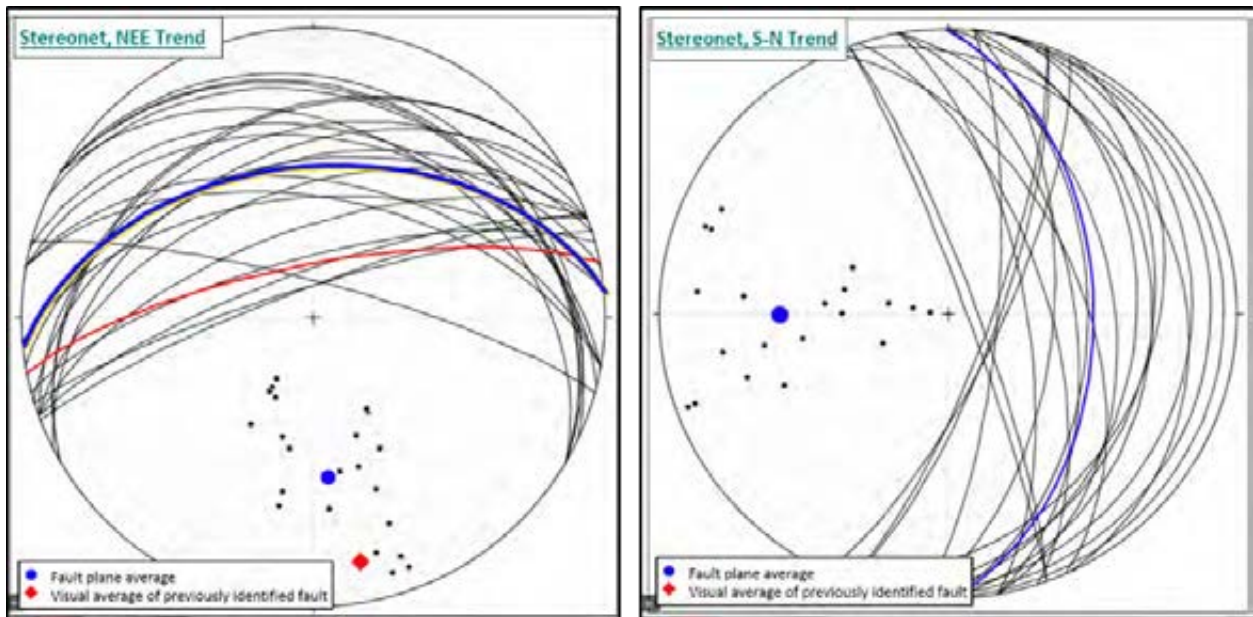 Stereonet, NEE Trend
Fault plane average
Visual average of previously identified fault
Stereonet, S-N Trend
Fault plane average
Visual average of previously identified fault